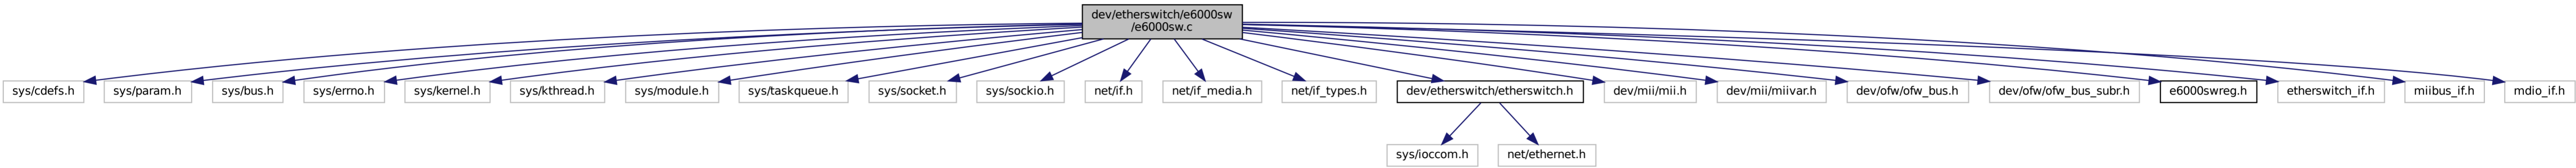 dev/etherswitch/e6000sw
/e6000sw.c
sys/cdefs.h
sys/param.h
sys/bus.h
sys/errno.h
sys/kernel.h
sys/kthread.h
sys/module.h
sys/taskqueue.h
sys/socket.h
sys/sockio.h
net/if.h
net/if_media.h
net/if_types.h
dev/etherswitch/etherswitch.h
dev/mii/mii.h
dev/mii/miivar.h
dev/ofw/ofw_bus.h
dev/ofw/ofw_bus_subr.h
e6000swreg.h
etherswitch_if.h
miibus_if.h
mdio_if.h
sys/ioccom.h
net/ethernet.h